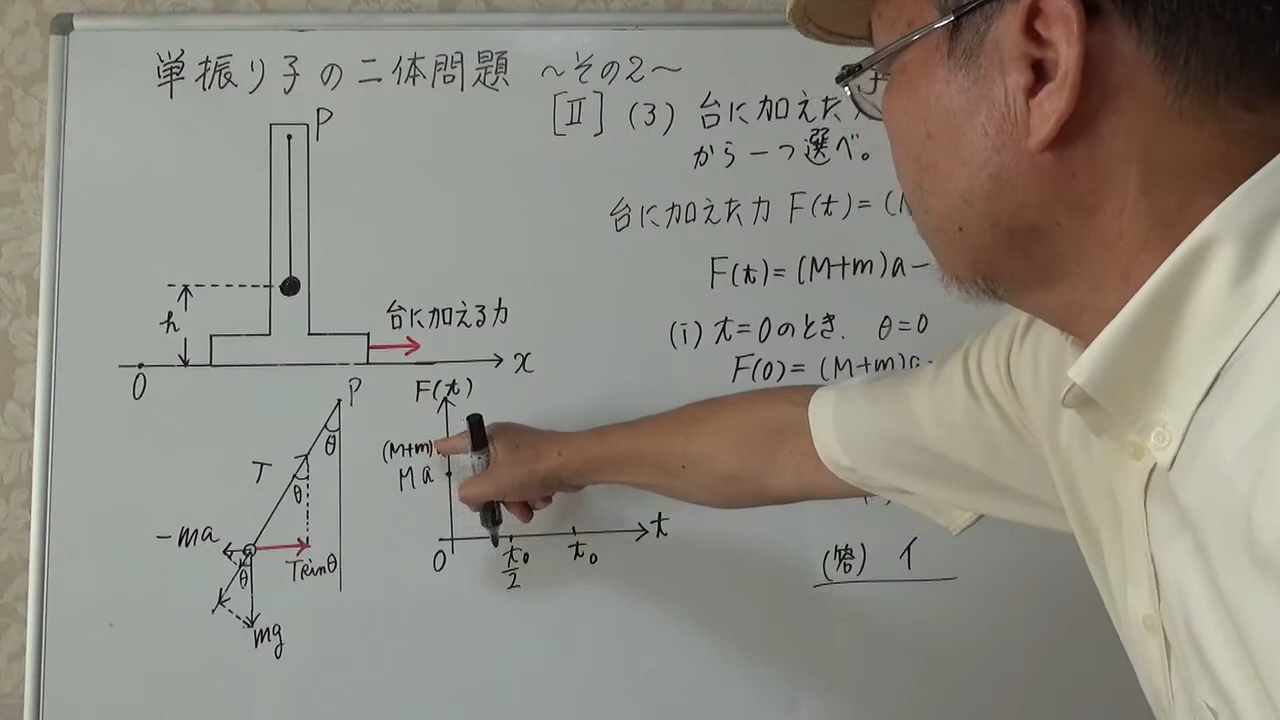 単振り子の二体問題 ~その2~
[Ⅱ] (3) 台に加えた
から一つ選べ。
台に加えた力 F(t)=(
F(t)=(M+m)a-
(i) t=0のとき. θ=0
F(0)=(M+m)a-
(答) イ
P
h
台に加える力
O
x
P
θ
T
θ
-ma
θ
Tsinθ
mg
F(t)
(M+m)
Ma
O
t0/2
t0
t